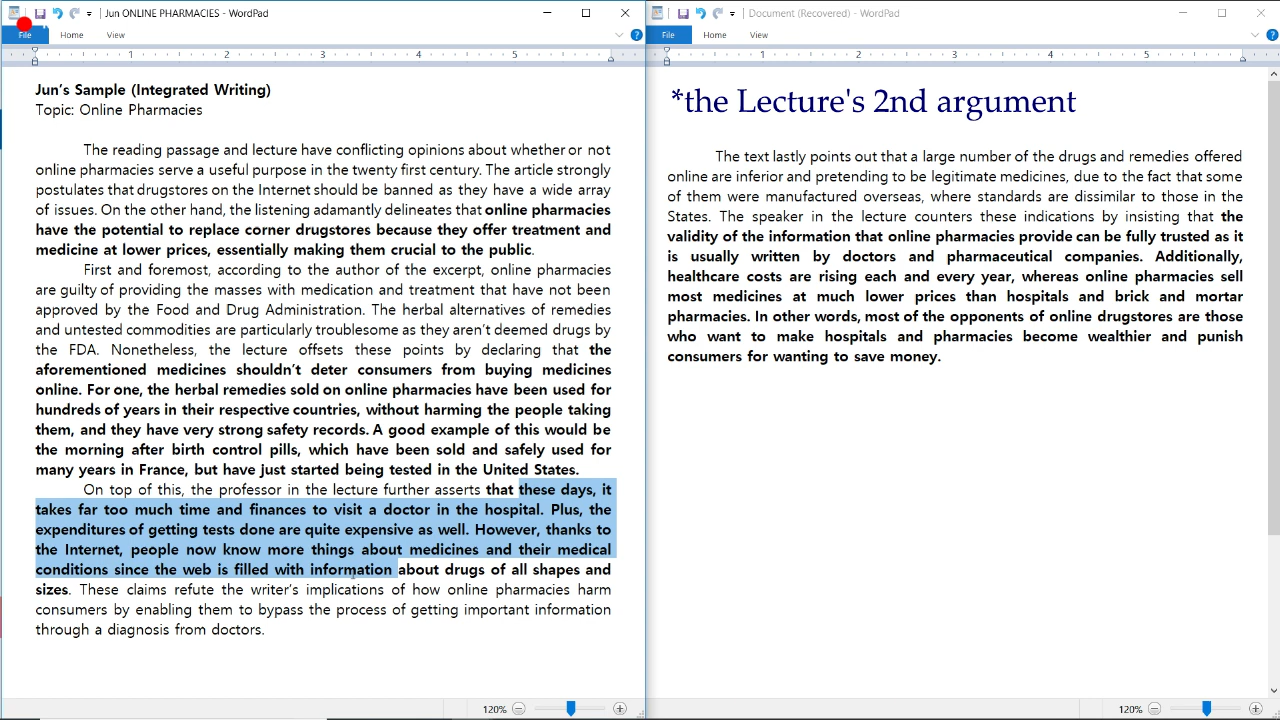 Jun ONLINE PHARMACIES - WordPad
File Home View
1 2 3 4 5
Jun's Sample (Integrated Writing)
Topic: Online Pharmacies
The reading passage and lecture have conflicting opinions about whether or not
online pharmacies serve a useful purpose in the twenty first century. The article strongly
postulates that drugstores on the Internet should be banned as they have a wide array
of issues. On the other hand, the listening adamantly delineates that online pharmacies
have the potential to replace corner drugstores because they offer treatment and
medicine at lower prices, essentially making them crucial to the public.
First and foremost, according to the author of the excerpt, online pharmacies
are guilty of providing the masses with medication and treatment that have not been
approved by the Food and Drug Administration. The herbal alternatives of remedies
and untested commodities are particularly troublesome as they aren't deemed drugs by
the FDA. Nonetheless, the lecture offsets these points by declaring that the
aforementioned medicines shouldn't deter consumers from buying medicines
online. For one, the herbal remedies sold on online pharmacies have been used for
hundreds of years in their respective countries, without harming the people taking
them, and they have very strong safety records. A good example of this would be
the morning after birth control pills, which have been sold and safely used for
many years in France, but have just started being tested in the United States.
On top of this, the professor in the lecture further asserts that these days, it
takes far too much time and finances to visit a doctor in the hospital. Plus, the
expenditures of getting tests done are quite expensive as well. However, thanks to
the Internet, people now know more things about medicines and their medical
conditions since the web is filled with information about drugs of all shapes and
sizes. These claims refute the writer's implications of how online pharmacies harm
consumers by enabling them to bypass the process of getting important information
through a diagnosis from doctors.
120%
Document (Recovered) - WordPad
File Home View
1 2 3 4 5
*the Lecture's 2nd argument
The text lastly points out that a large number of the drugs and remedies offered
online are inferior and pretending to be legitimate medicines, due to the fact that some
of them were manufactured overseas, where standards are dissimilar to those in the
States. The speaker in the lecture counters these indications by insisting that the
validity of the information that online pharmacies provide can be fully trusted as it
is usually written by doctors and pharmaceutical companies. Additionally,
healthcare costs are rising each and every year, whereas online pharmacies sell
most medicines at much lower prices than hospitals and brick and mortar
pharmacies. In other words, most of the opponents of online drugstores are those
who want to make hospitals and pharmacies become wealthier and punish
consumers for wanting to save money.
120%